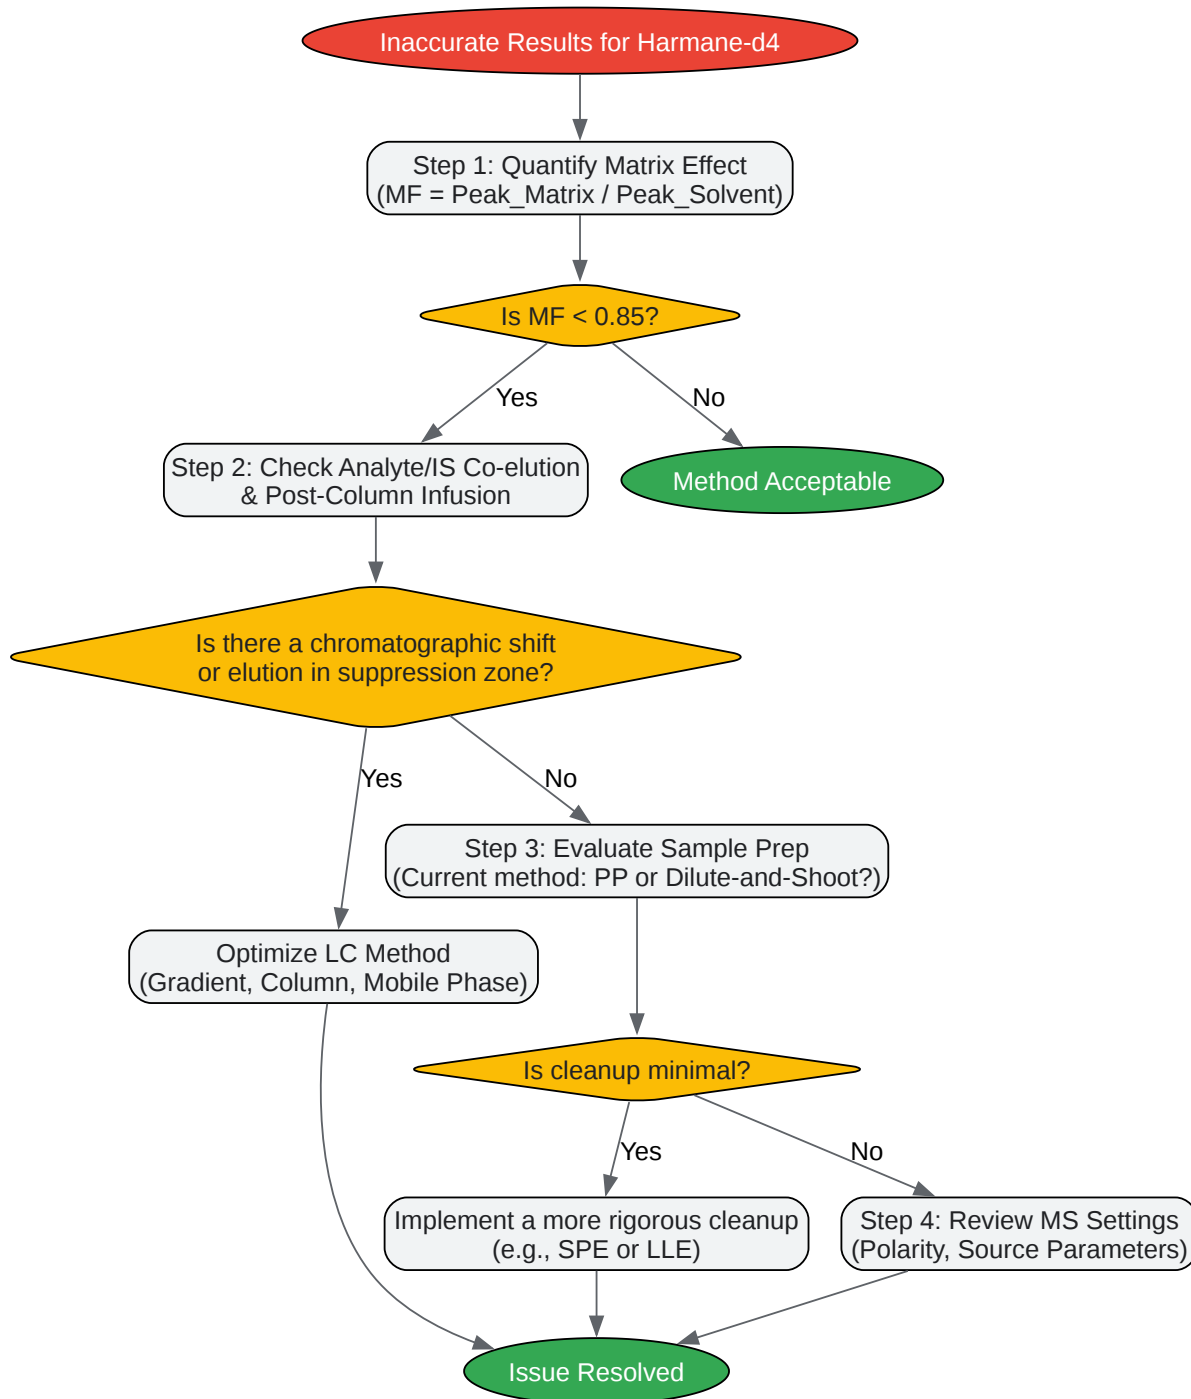 Inaccurate Results for Harmane-d4
Step 1: Quantify Matrix Effect
(MF = Peak_Matrix / Peak_Solvent)
Is MF < 0.85?
Yes
No
Step 2: Check Analyte/IS Co-elution
& Post-Column Infusion
Method Acceptable
Is there a chromatographic shift
or elution in suppression zone?
Yes
No
Step 3: Evaluate Sample Prep
(Current method: PP or Dilute-and-Shoot?)
Optimize LC Method
(Gradient, Column, Mobile Phase)
Is cleanup minimal?
Yes
No
Implement a more rigorous cleanup
(e.g., SPE or LLE)
Step 4: Review MS Settings
(Polarity, Source Parameters)
Issue Resolved